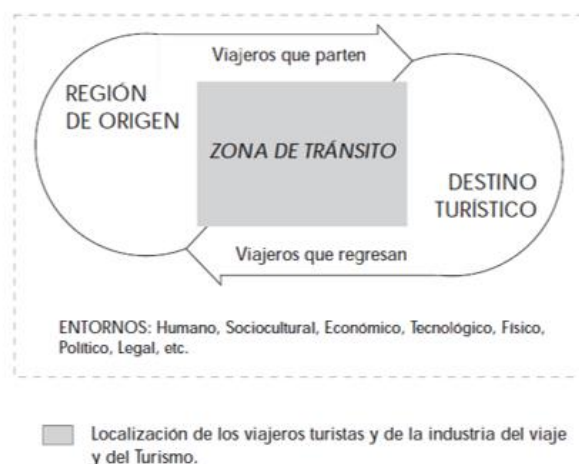 Viajeros que parten
REGIÓN
DE ORIGEN
ZONA DE TRÁNSITO
DESTINO
TURÍSTICO
Viajeros que regresan
ENTORNOS: Humano, Sociocultural, Económico, Tecnológico, Físico,
Político, Legal, etc.
Localización de los viajeros turistas y de la industria del viaje
y del Turismo.